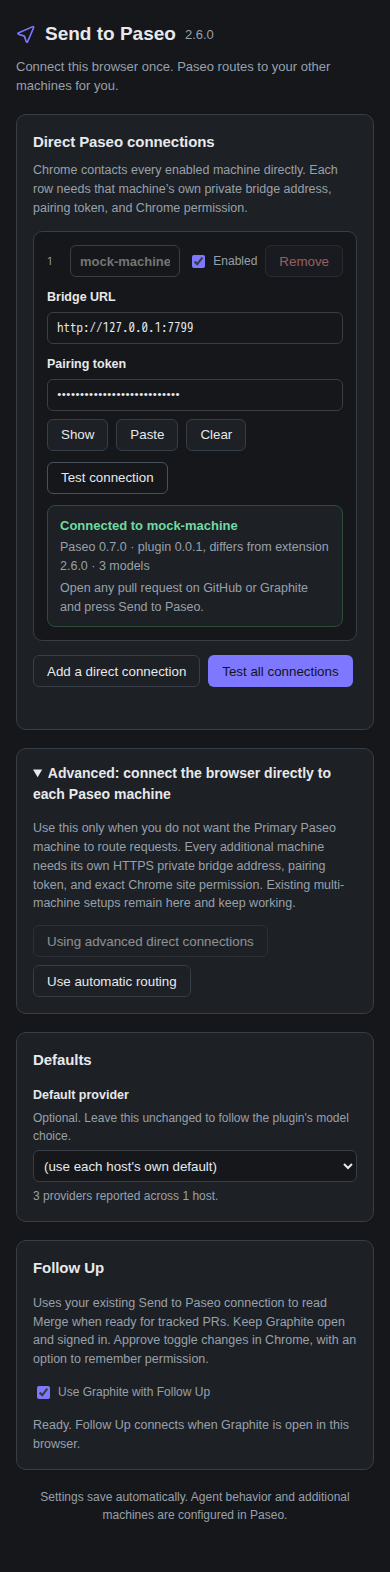 Send to Paseo 2.6.0
Connect this browser once. Paseo routes to your other
machines for you.
Direct Paseo connections
Chrome contacts every enabled machine directly. Each
row needs that machine’s own private bridge address,
pairing token, and Chrome permission.
1 mock-machine Enabled Remove
Bridge URL
http://127.0.0.1:7799
Pairing token
•••••••••••••••••••••••••••
Show Paste Clear
Test connection
Connected to mock-machine
Paseo 0.7.0 · plugin 0.0.1, differs from extension
2.6.0 · 3 models
Open any pull request on GitHub or Graphite
and press Send to Paseo.
Add a direct connection Test all connections
▼ Advanced: connect the browser directly to
each Paseo machine
Use this only when you do not want the Primary Paseo
machine to route requests. Every additional machine
needs its own HTTPS private bridge address, pairing
token, and exact Chrome site permission. Existing multi-
machine setups remain here and keep working.
Using advanced direct connections
Use automatic routing
Defaults
Default provider
Optional. Leave this unchanged to follow the plugin's model
choice.
(use each host's own default)
3 providers reported across 1 host.
Follow Up
Uses your existing Send to Paseo connection to read
Merge when ready for tracked PRs. Keep Graphite open
and signed in. Approve toggle changes in Chrome, with an
option to remember permission.
Use Graphite with Follow Up
Ready. Follow Up connects when Graphite is open in this
browser.
Settings save automatically. Agent behavior and additional
machines are configured in Paseo.